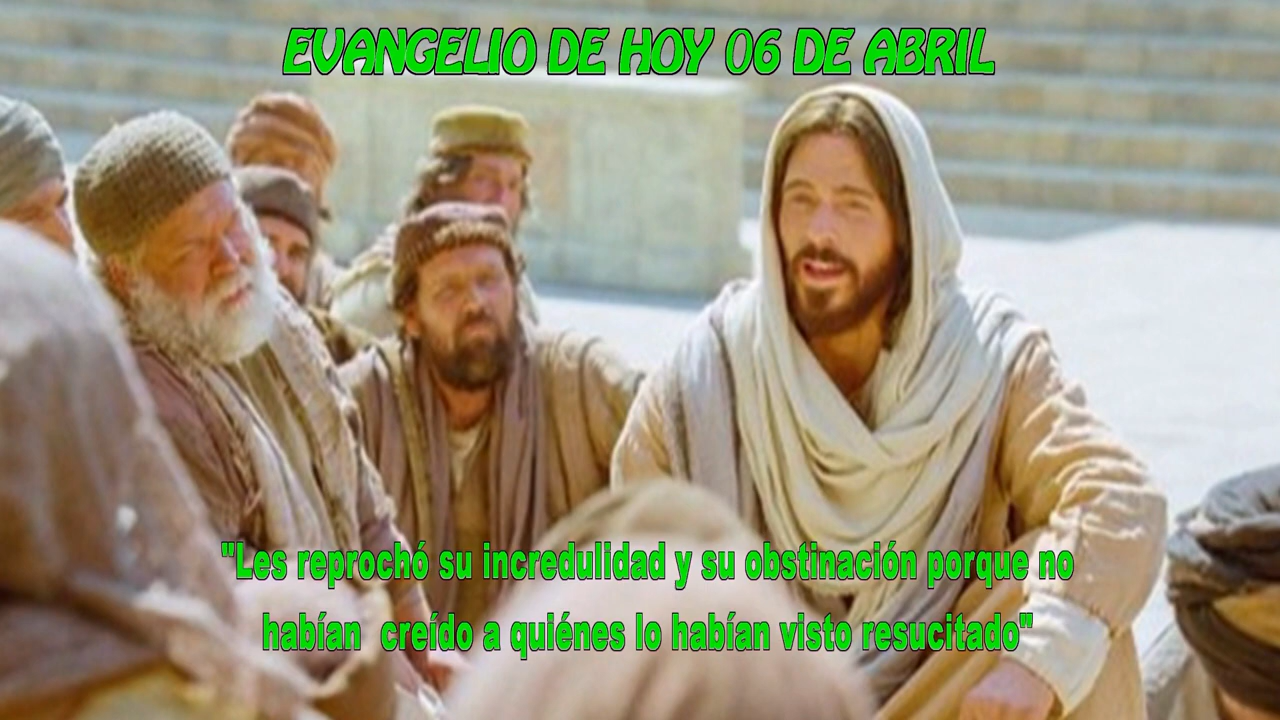 EVANGELIO DE HOY 06 DE ABRIL
"Les reprochó su incredulidad y su obstinación porque no
habían creído a quiénes lo habían visto resucitado"